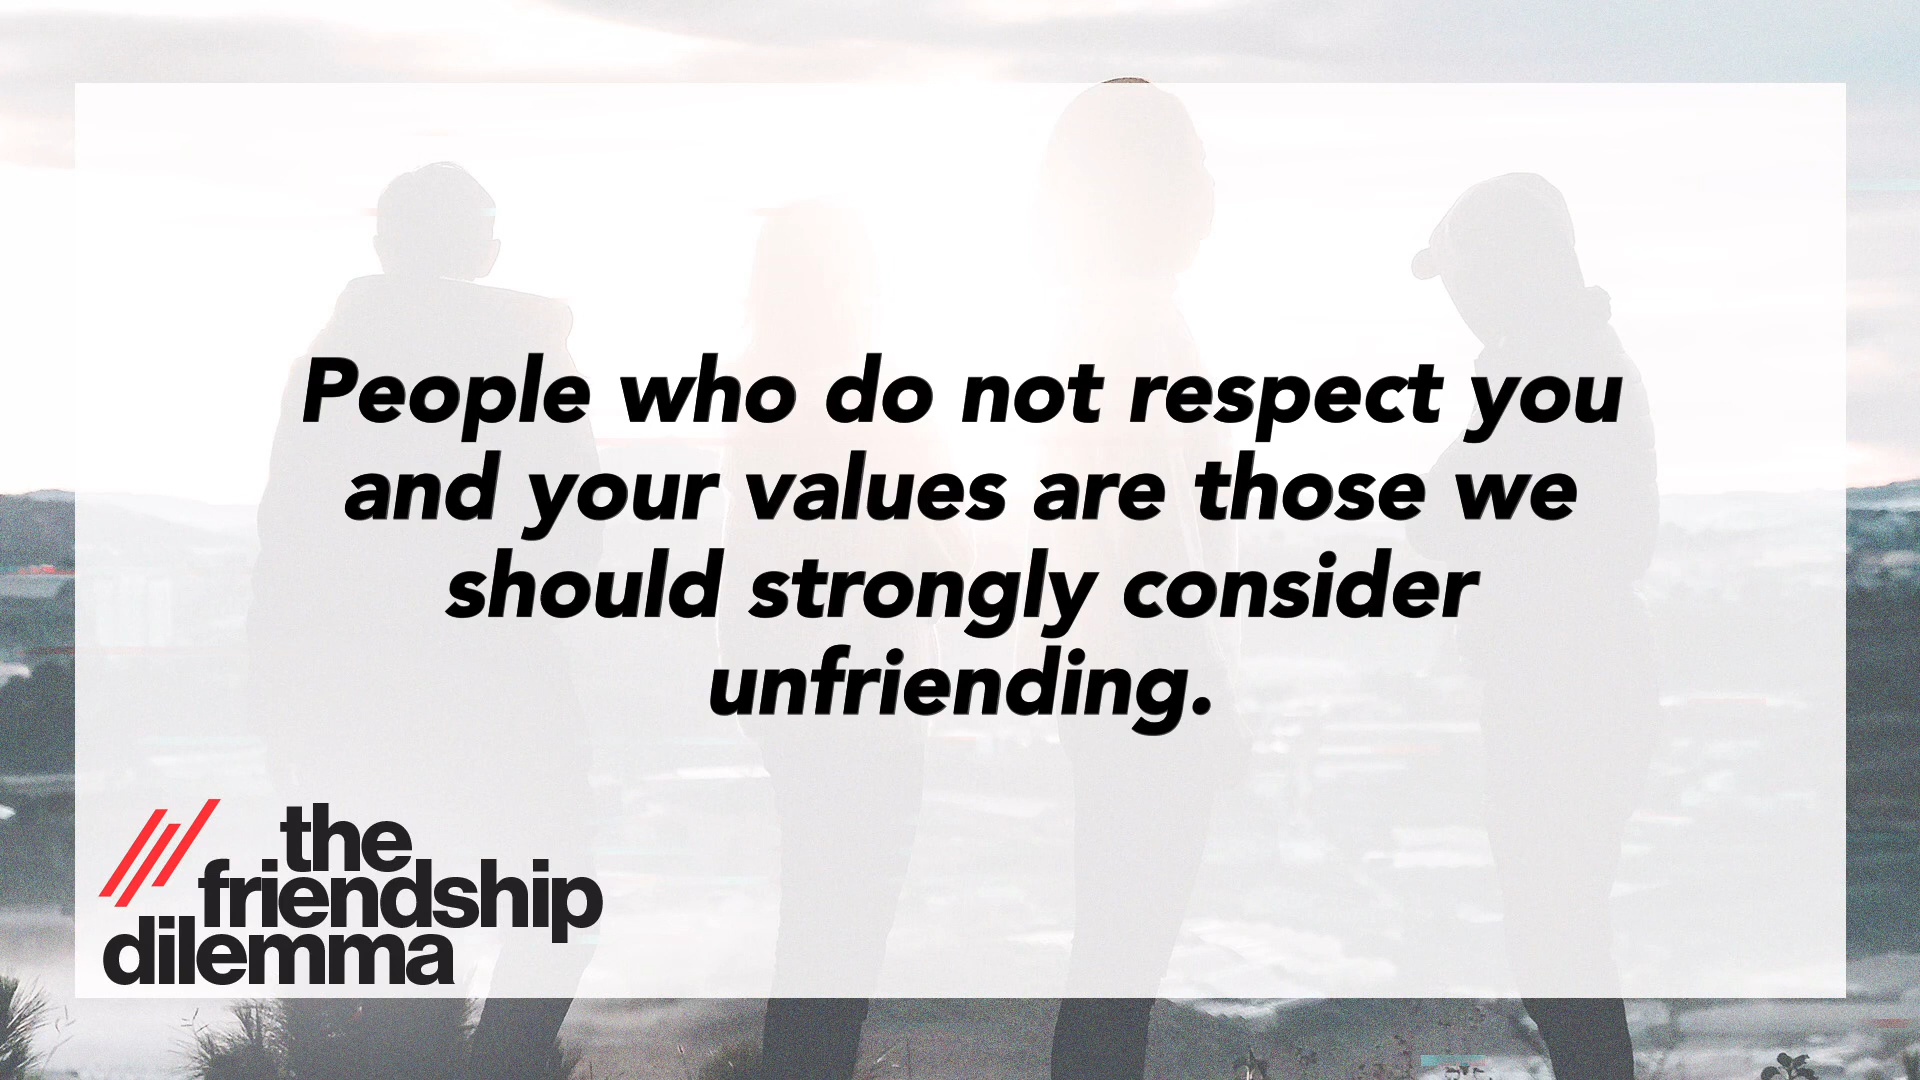 People who do not respect you
and your values are those we
should strongly consider
unfriending.
the
friendship
dilemma